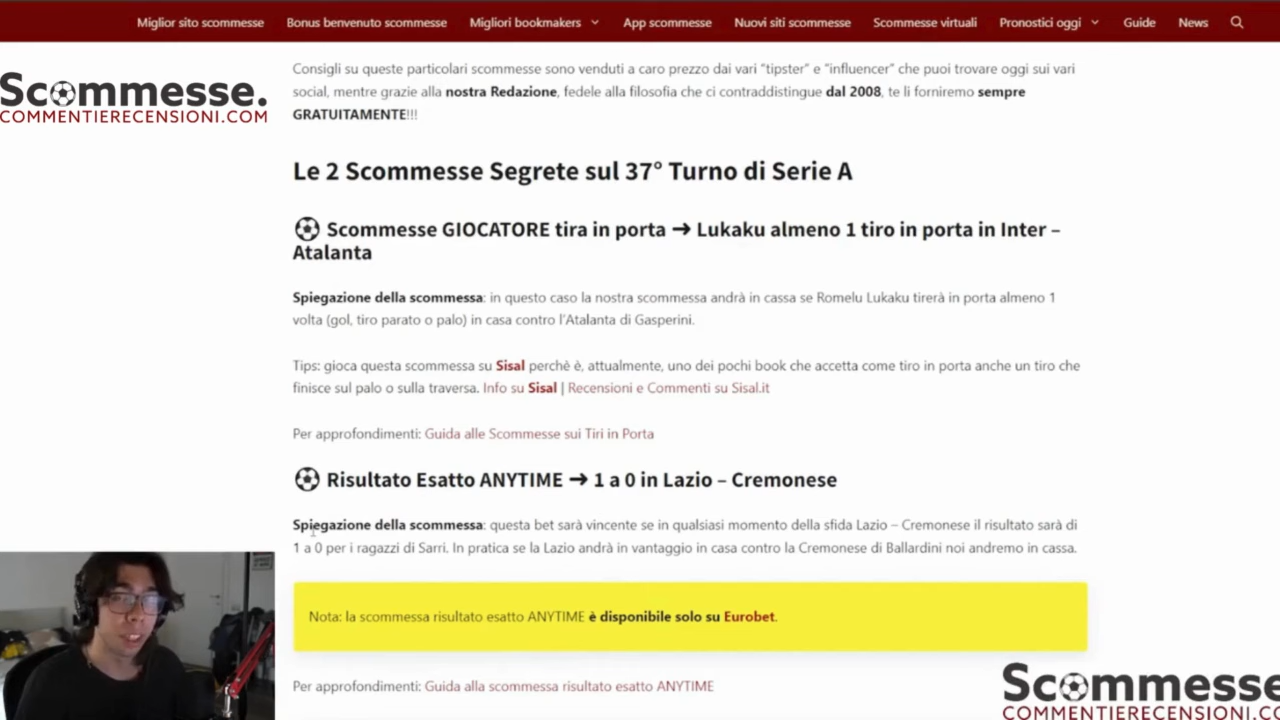 Miglior sito scommesse Bonus benvenuto scommesse Migliori bookmakers App scommesse Nuovi siti scommesse Scommesse virtuali Pronostici oggi Guide News
Scommesse.
COMMENTIERECENSIONI.COM
Consigli su queste particolari scommesse sono venduti a caro prezzo dai vari “tipster” e “influencer” che puoi trovare oggi sui vari
social, mentre grazie alla nostra Redazione, fedele alla filosofia che ci contraddistingue dal 2008, te li forniremo sempre
GRATUITAMENTE!!!
Le 2 Scommesse Segrete sul 37° Turno di Serie A
Scommesse GIOCATORE tira in porta ➜ Lukaku almeno 1 tiro in porta in Inter –
Atalanta
Spiegazione della scommessa: in questo caso la nostra scommessa andrà in cassa se Romelu Lukaku tirerà in porta almeno 1
volta (gol, tiro parato o palo) in casa contro l’Atalanta di Gasperini.
Tips: gioca questa scommessa su Sisal perchè è, attualmente, uno dei pochi book che accetta come tiro in porta anche un tiro che
finisce sul palo o sulla traversa. Info su Sisal | Recensioni e Commenti su Sisal.it
Per approfondimenti: Guida alle Scommesse sui Tiri in Porta
Risultato Esatto ANYTIME ➜ 1 a 0 in Lazio – Cremonese
Spiegazione della scommessa: questa bet sarà vincente se in qualsiasi momento della sfida Lazio – Cremonese il risultato sarà di
1 a 0 per i ragazzi di Sarri. In pratica se la Lazio andrà in vantaggio in casa contro la Cremonese di Ballardini noi andremo in cassa.
Nota: la scommessa risultato esatto ANYTIME è disponibile solo su Eurobet.
Per approfondimenti: Guida alla scommessa risultato esatto ANYTIME
Scommesse
COMMENTIERECENSIONI.CO